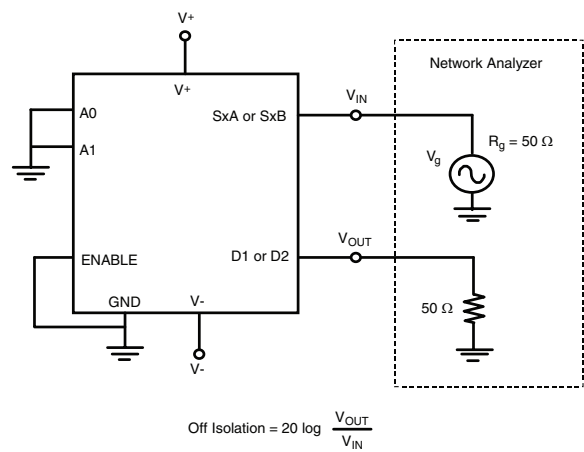 V+
V+
Network Analyzer
A0
SxA or SxB
VIN
A1
Vg
Rg = 50 Ω
VOUT
ENABLE
D1 or D2
GND
V-
50 Ω
V-
Off Isolation = 20 log VOUT
VIN